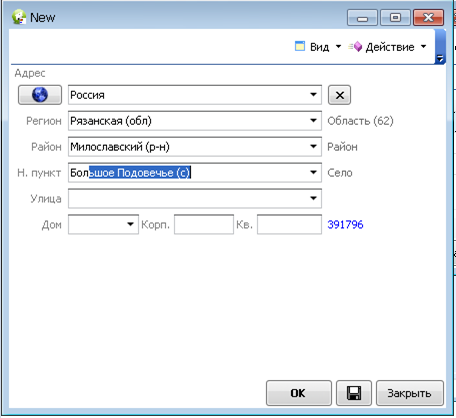 New
Вид Действие
Адрес
Россия
Регион Рязанская (обл) Область (62)
Район Милославский (р-н) Район
Н. пункт Большое Подовечье (с) Село
Улица
Дом Корп. Кв. 391796
ОК Закрыть